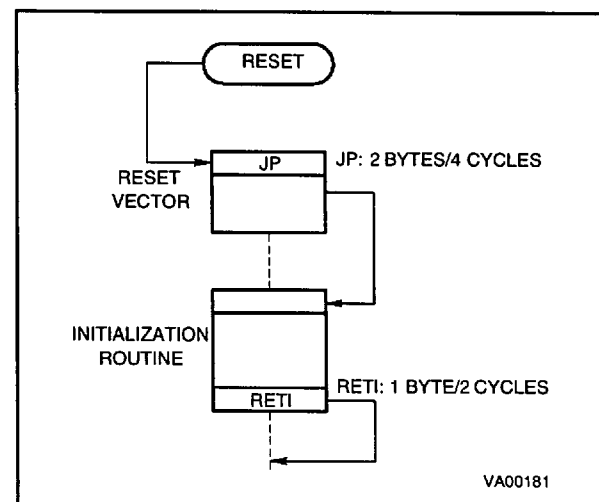 RESET
JP
JP: 2 BYTES/4 CYCLES
RESET
VECTOR
INITIALIZATION
ROUTINE
RETI: 1 BYTE/2 CYCLES
RETI
VA00181